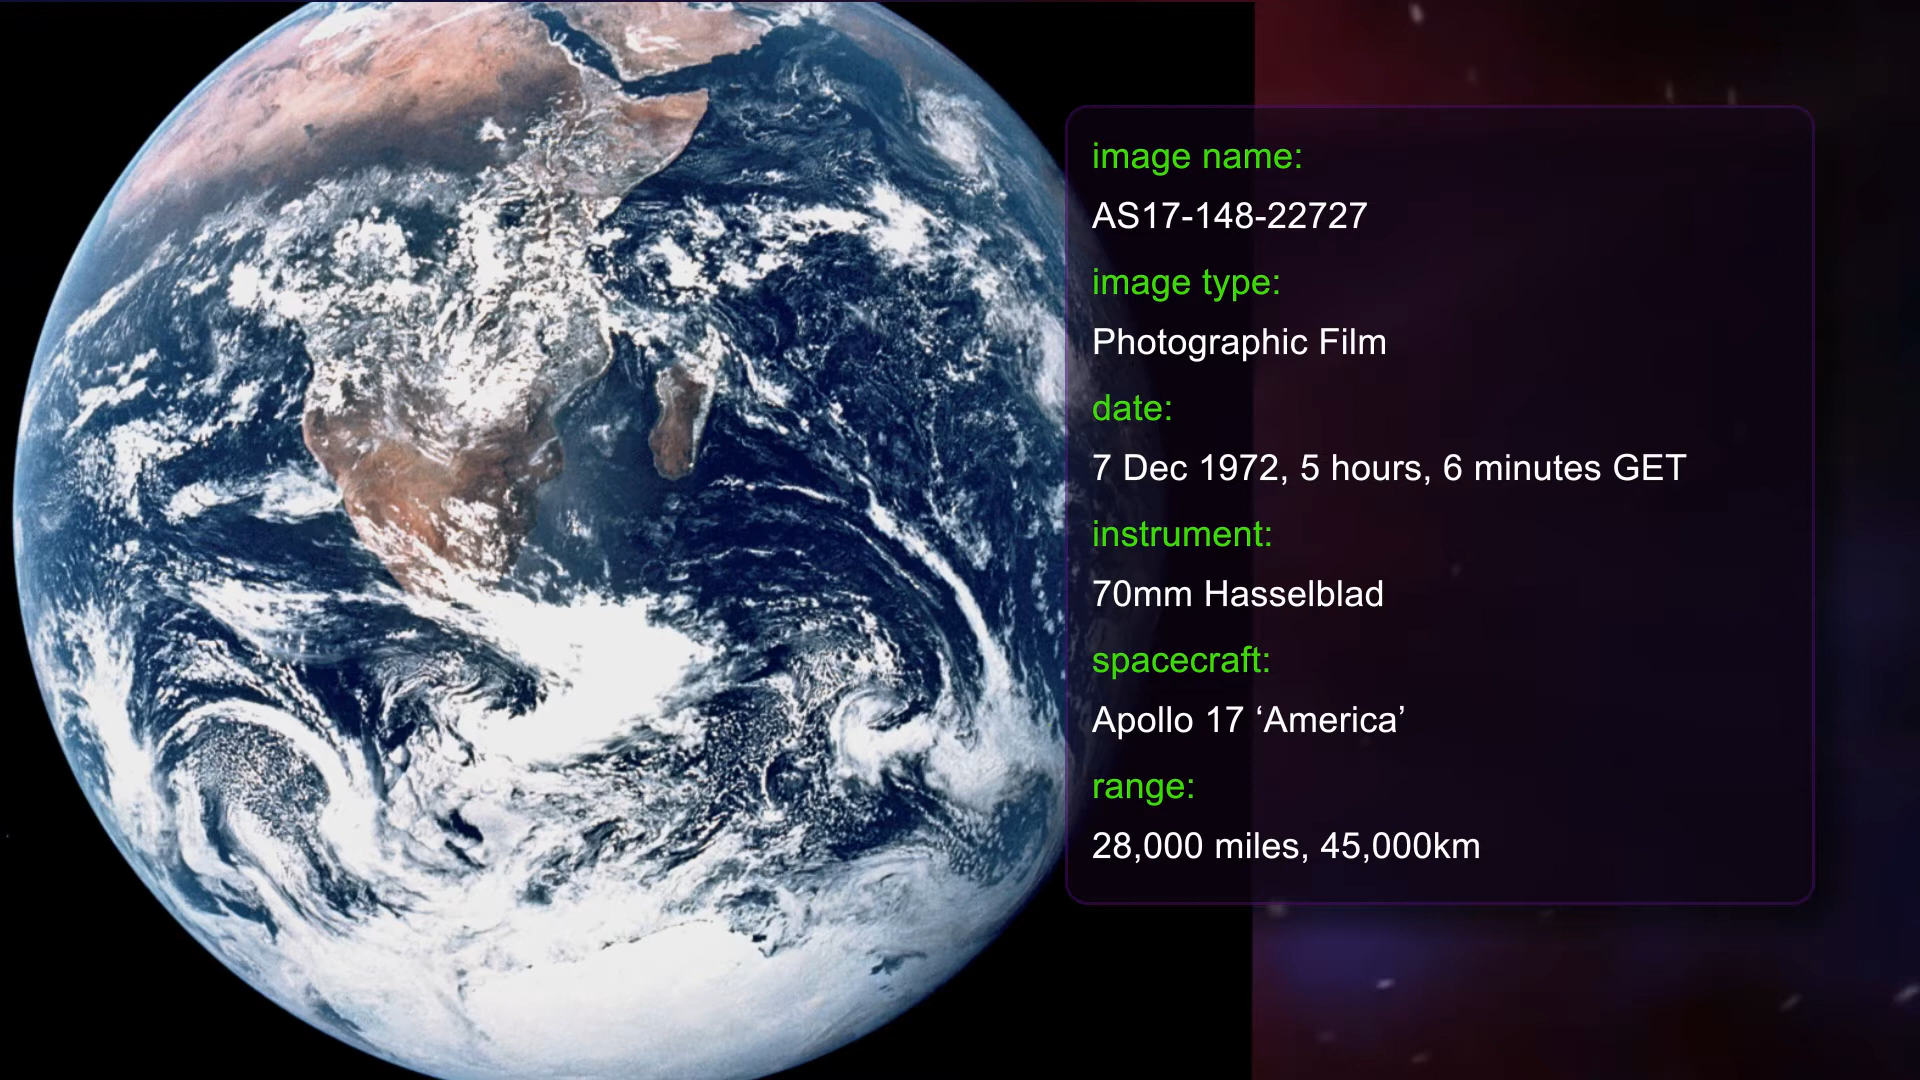 image name:
AS17-148-22727
image type:
Photographic Film
date:
7 Dec 1972, 5 hours, 6 minutes GET
instrument:
70mm Hasselblad
spacecraft:
Apollo 17 ‘America’
range:
28,000 miles, 45,000km